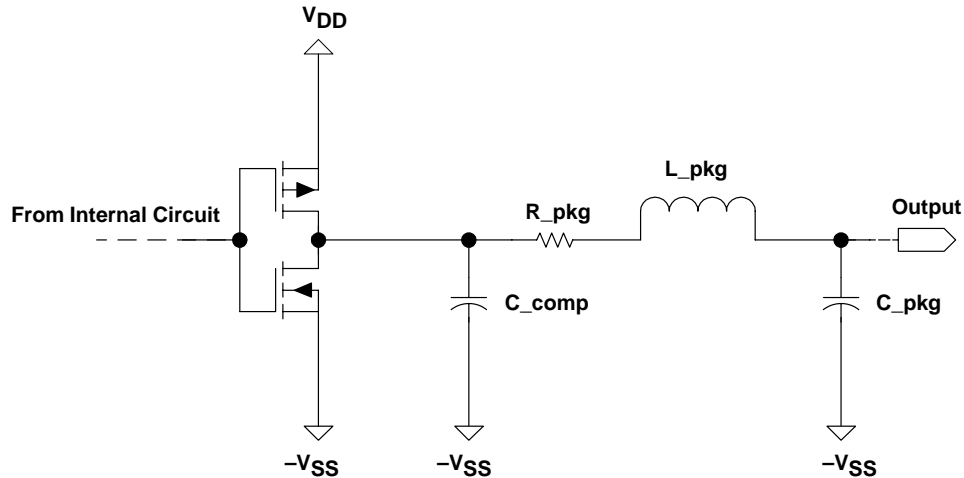 VDD
L_pkg
From Internal Circuit
R_pkg
Output
C_comp
C_pkg
–VSS
–VSS
–VSS